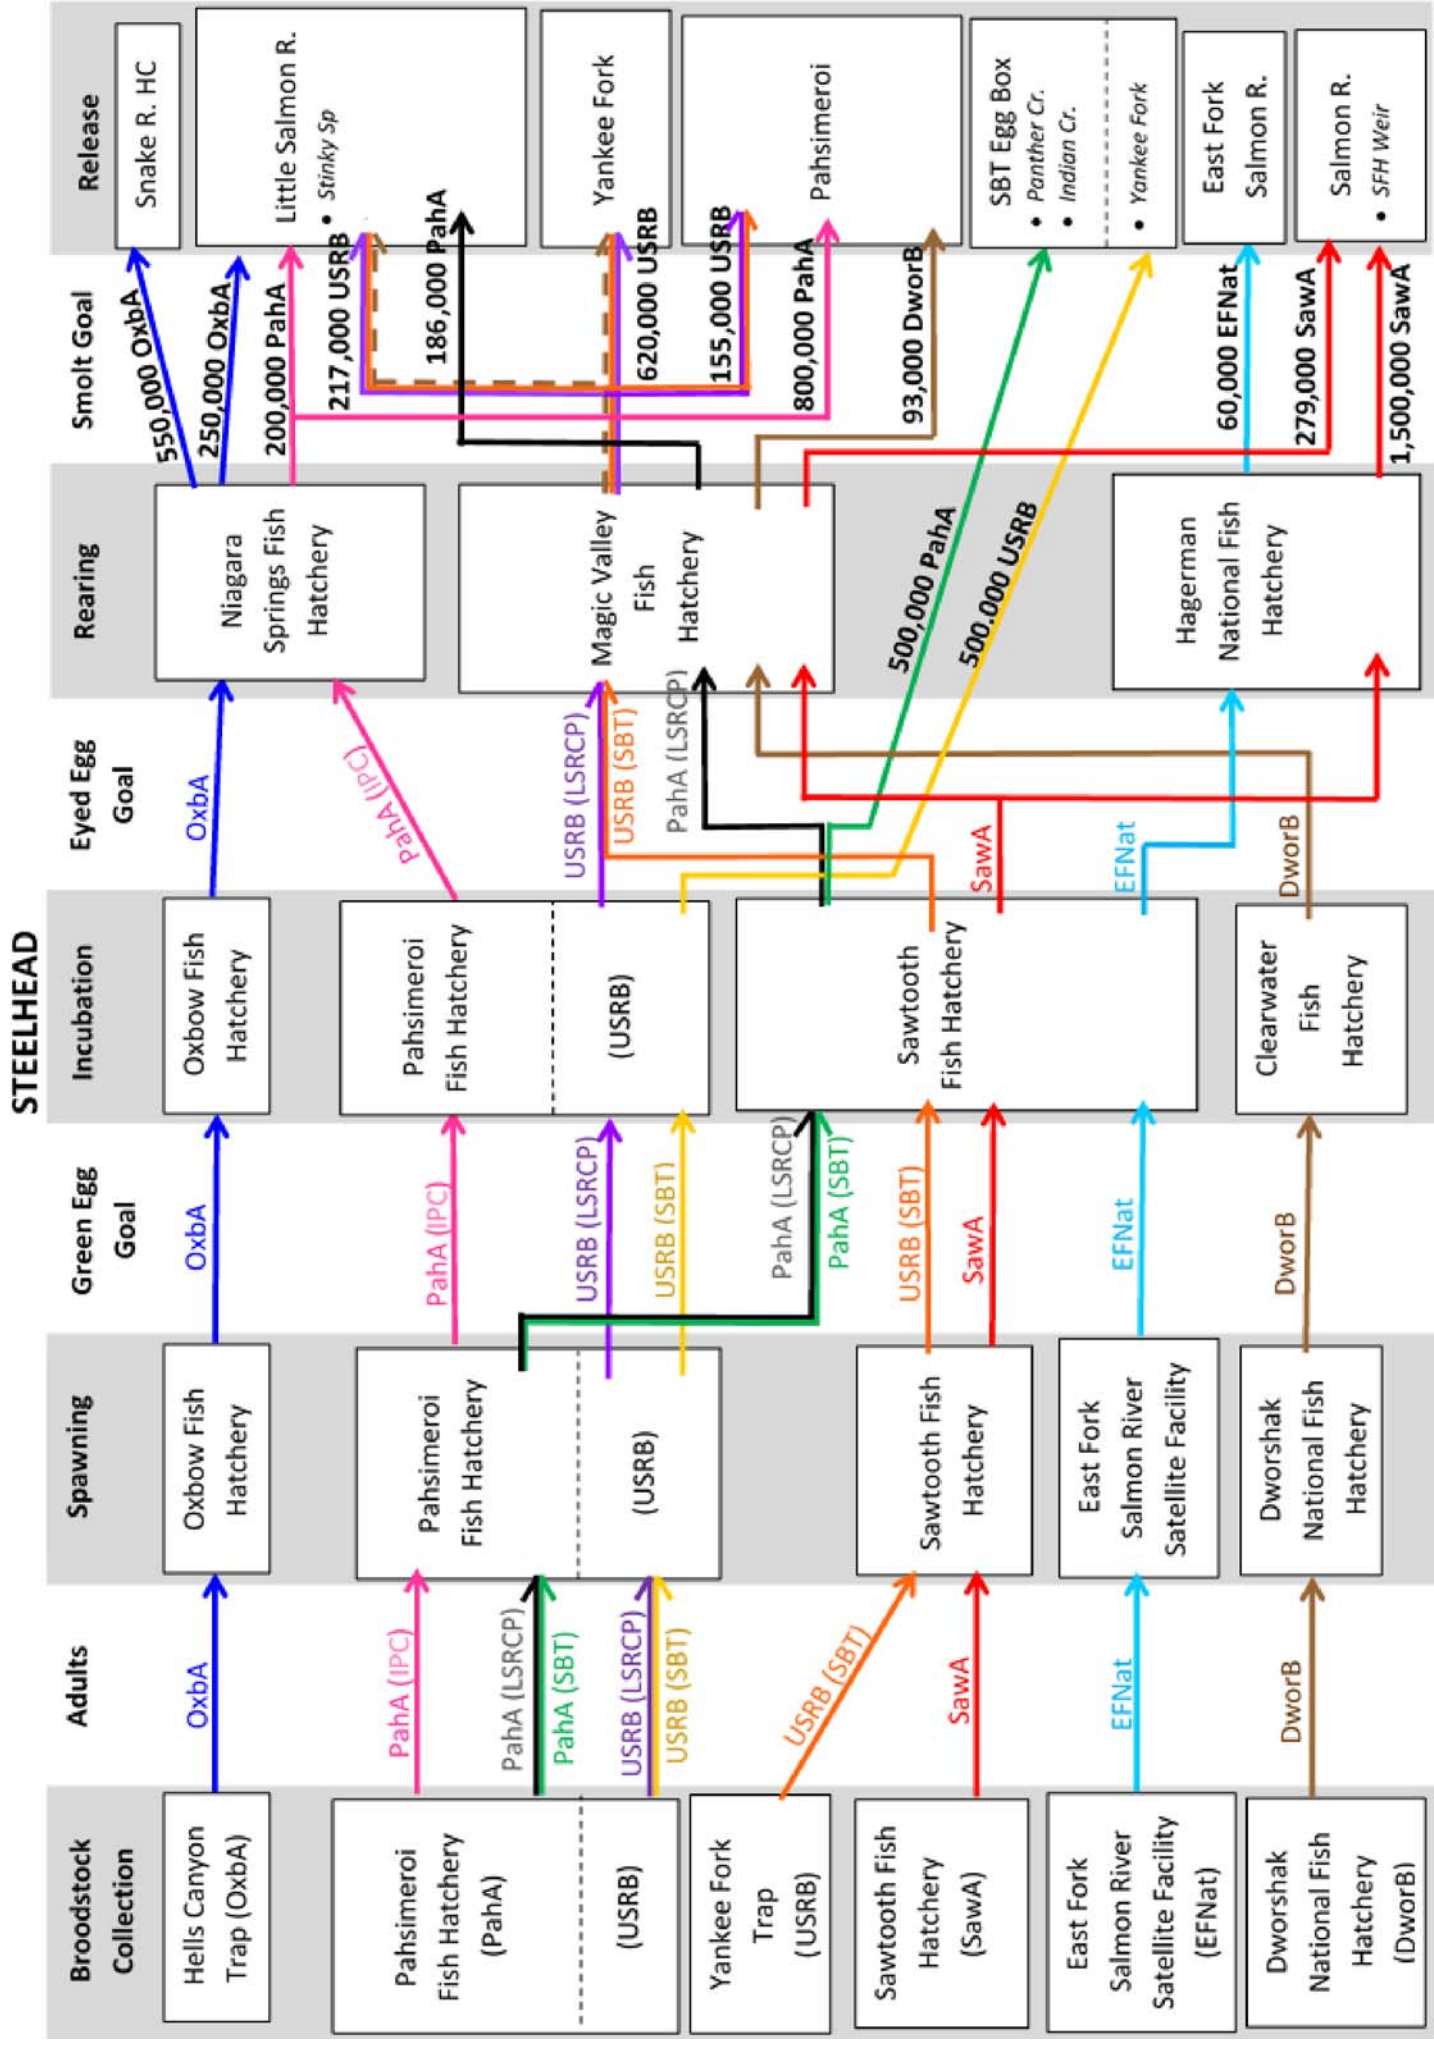 STEELHEAD
Broodstock
Collection
Adults
Spawning
Green Egg
Goal
Incubation
Eyed Egg
Goal
Rearing
Smolt Goal
Release
Hells Canyon
Trap (OxbA)
OxbA
Oxbow Fish
Hatchery
OxbA
Oxbow Fish
Hatchery
OxbA
Niagara
Springs Fish
Hatchery
550,000 OxbA
250,000 OxbA
200,000 PahA
Snake R. HC
Little Salmon R.
• Stinky Sp
Pahsimeroi
Fish Hatchery
(PahA)
(USRB)
PahA (IPC)
PahA (LSRCP)
PahA (SBT)
USRB (LSRCP)
USRB (SBT)
Pahsimeroi
Fish Hatchery
(USRB)
PahA (IPC)
USRB (LSRCP)
USRB (SBT)
PahA (LSRCP)
PahA (SBT)
Pahsimeroi
Fish Hatchery
(USRB)
PahA (IPC)
USRB (LSRCP)
USRB (SBT)
PahA (LSRCP)
Magic Valley
Fish
Hatchery
217,000 USRB
186,000 PahA
620,000 USRB
155,000 USRB
800,000 PahA
93,000 DworB
Yankee Fork
Pahsimeroi
Yankee Fork
Trap
(USRB)
USRB (SBT)
Sawtooth Fish
Hatchery
(SawA)
SawA
Sawtooth Fish
Hatchery
USRB (SBT)
SawA
Sawtooth
Fish Hatchery
SawA
EFNat
500,000 PahA
500.000 USRB
SBT Egg Box
• Panther Cr.
• Indian Cr.
• Yankee Fork
East Fork
Salmon River
Satellite Facility
(EFNat)
EFNat
East Fork
Salmon River
Satellite Facility
EFNat
Hagerman
National Fish
Hatchery
60,000 EFNat
279,000 SawA
1,500,000 SawA
East Fork
Salmon R.
Salmon R.
• SFH Weir
Dworshak
National Fish
Hatchery
(DworB)
DworB
Dworshak
National Fish
Hatchery
DworB
Clearwater
Fish
Hatchery
DworB